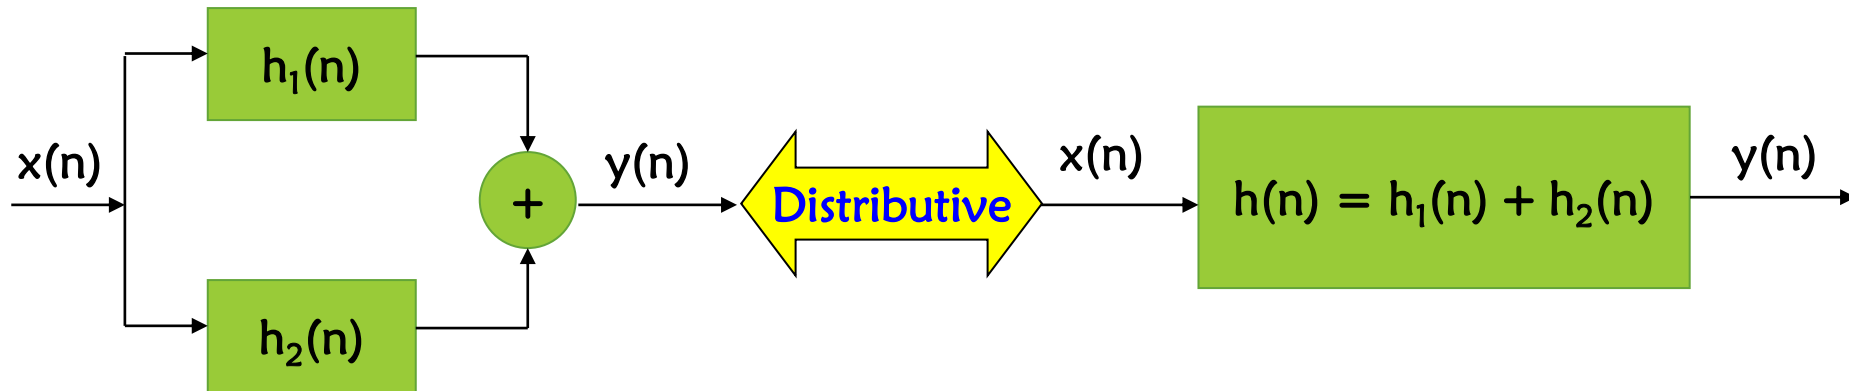 h₁(n)
x(n)
+
y(n)
h₂(n)
Distributive
x(n)
h(n) = h₁(n) + h₂(n)
y(n)